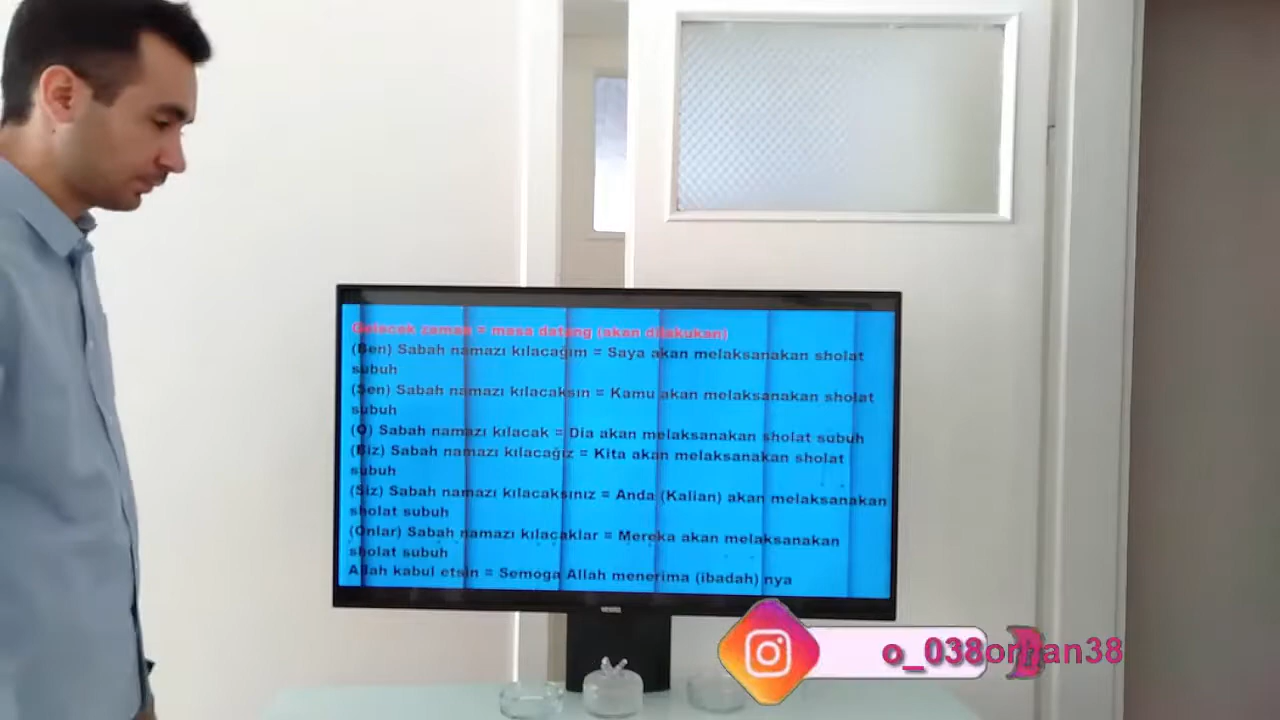 Gelecek zaman = masa datang (akan dilakukan)
(Ben) Sabah namazı kılacağım = Saya akan melaksanakan sholat
subuh
(Sen) Sabah namazı kılacaksın = Kamu akan melaksanakan sholat
subuh
(O) Sabah namazı kılacak = Dia akan melaksanakan sholat subuh
(Biz) Sabah namazı kılacağız = Kita akan melaksanakan sholat
subuh
(Siz) Sabah namazı kılacaksınız = Anda (Kalian) akan melaksanakan
sholat subuh
(Onlar) Sabah namazı kılacaklar = Mereka akan melaksanakan
sholat subuh
Allah kabul etsin = Semoga Allah menerima (ibadah) nya
o_038orhan38